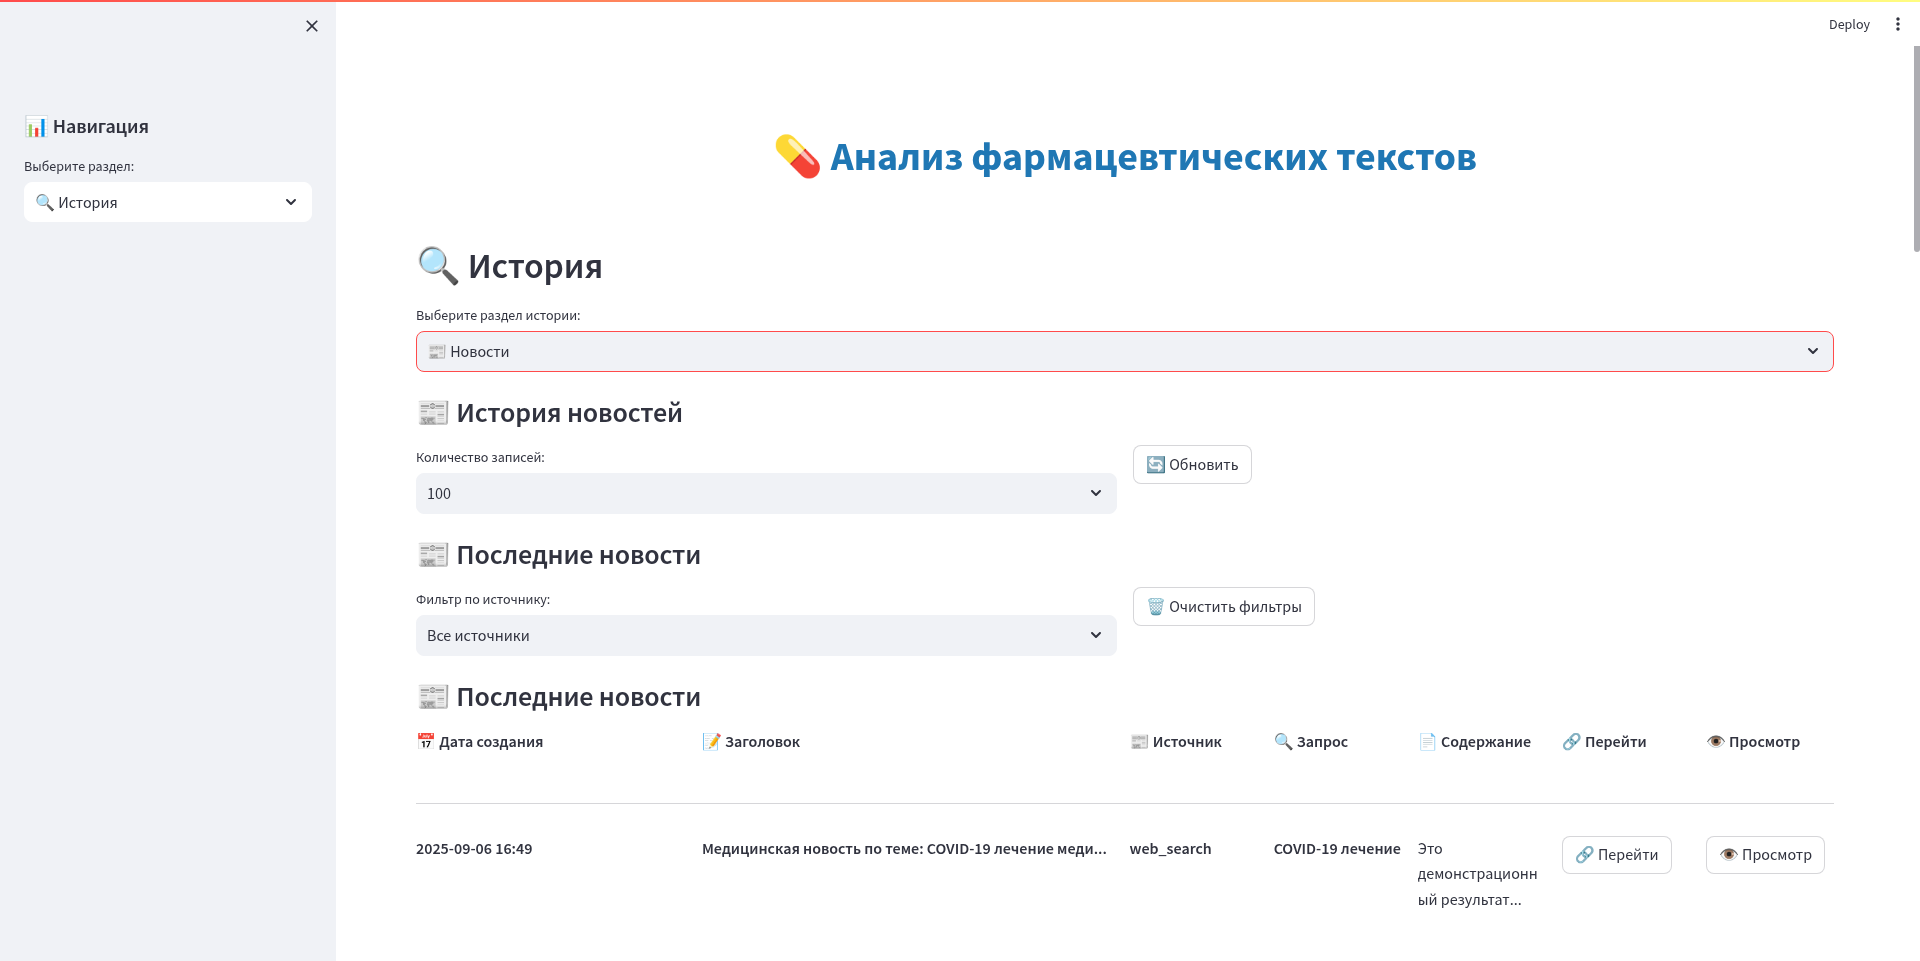 Deploy
📊 Навигация
Выберите раздел:
🔍 История
💊 Анализ фармацевтических текстов
🔍 История
Выберите раздел истории:
📰 Новости
📰 История новостей
Количество записей:
100
🔄 Обновить
📰 Последние новости
Фильтр по источнику:
Все источники
🗑️ Очистить фильтры
📰 Последние новости
📅 Дата создания 📝 Заголовок 📰 Источник 🔍 Запрос 📄 Содержание 🔗 Перейти 👁️ Просмотр
2025-09-06 16:49 Медицинская новость по теме: COVID-19 лечение меди... web_search COVID-19 лечение Это
демонстрационн
ый результат...
🔗 Перейти 👁️ Просмотр